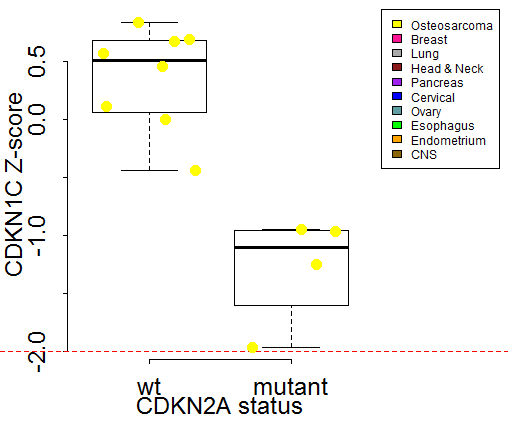 CDKN1C Z-score
0.5
0.0
-1.0
-2.0
wt
mutant
CDKN2A status
Osteosarcoma
Breast
Lung
Head & Neck
Pancreas
Cervical
Ovary
Esophagus
Endometrium
CNS